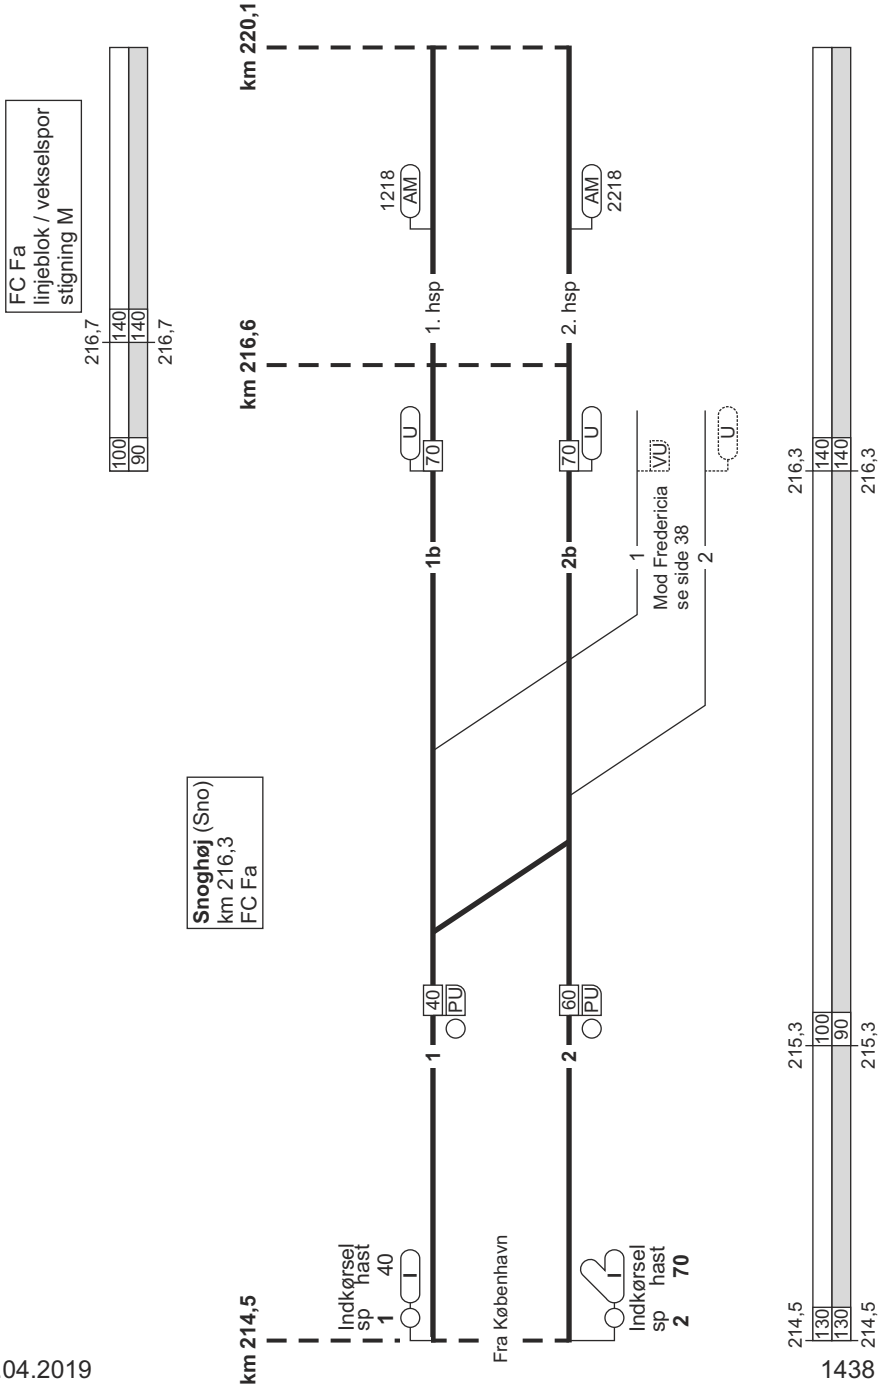 FC Fa
linjeblok / vekselspor
stigning M
216,7
100
140
90
140
216,7
km 214,5
km 216,6
km 220,1
Snoghøj (Sno)
km 216,3
FC Fa
Indkørsel
sp hast
1 40
I
1218
AM
U
1
40
PU
1b
70
1. hsp
Fra København
2
60
PU
2b
70
2. hsp
U
AM
2218
I
Indkørsel
sp hast
2 70
1
VU
Mod Fredericia
se side 38
2
U
214,5
215,3
216,3
130
100
140
130
90
140
214,5
215,3
216,3
.04.2019
1438